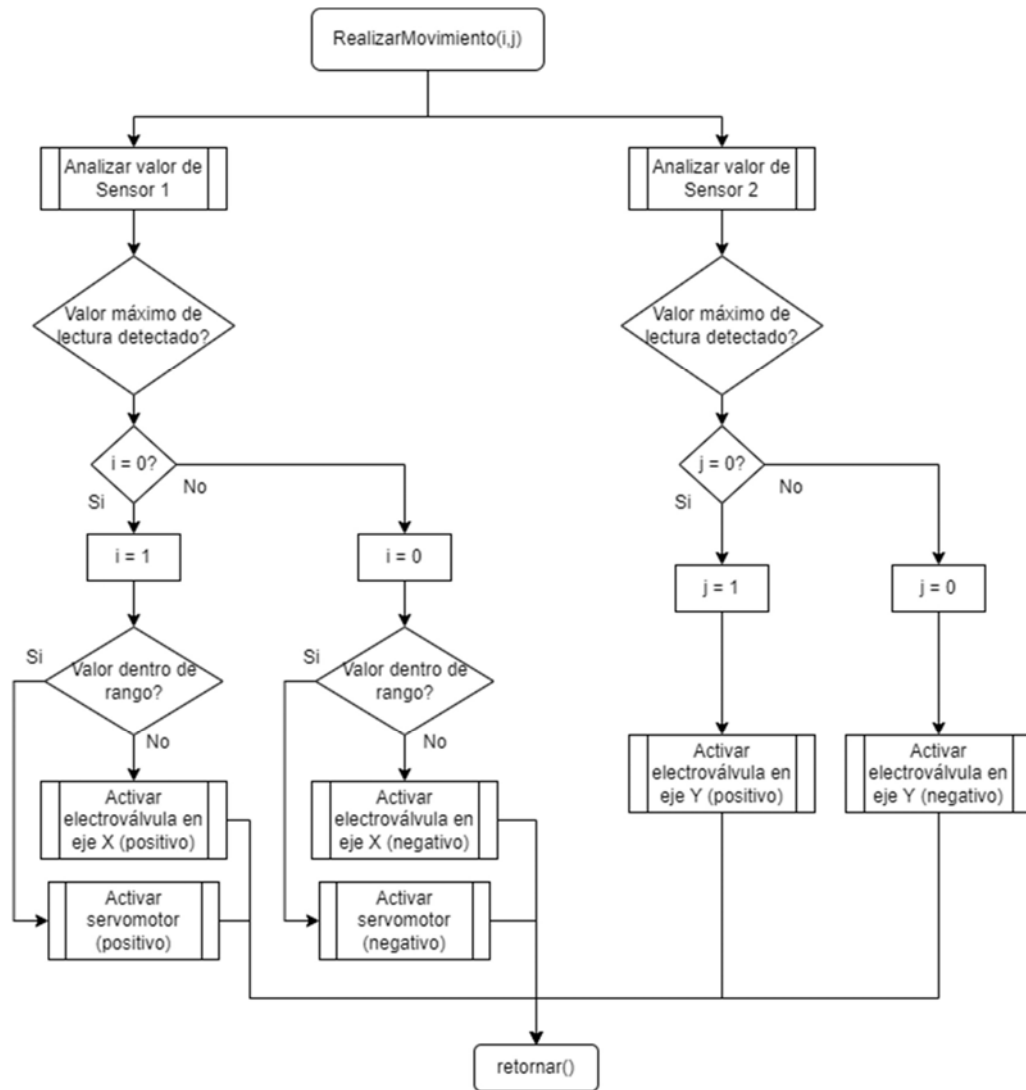 RealizarMovimiento(i,j)
Analizar valor de
Sensor 1
Analizar valor de
Sensor 2
Valor máximo de
lectura detectado?
Valor máximo de
lectura detectado?
i = 0?
Si
No
j = 0?
Si
No
i = 1
i = 0
j = 1
j = 0
Si
Valor dentro de
rango?
No
Si
Valor dentro de
rango?
No
Activar
electroválvula en
eje X (positivo)
Activar
electroválvula en
eje X (negativo)
Activar
electroválvula en
eje Y (positivo)
Activar
electroválvula en
eje Y (negativo)
Activar
servomotor
(positivo)
Activar
servomotor
(negativo)
retornar()